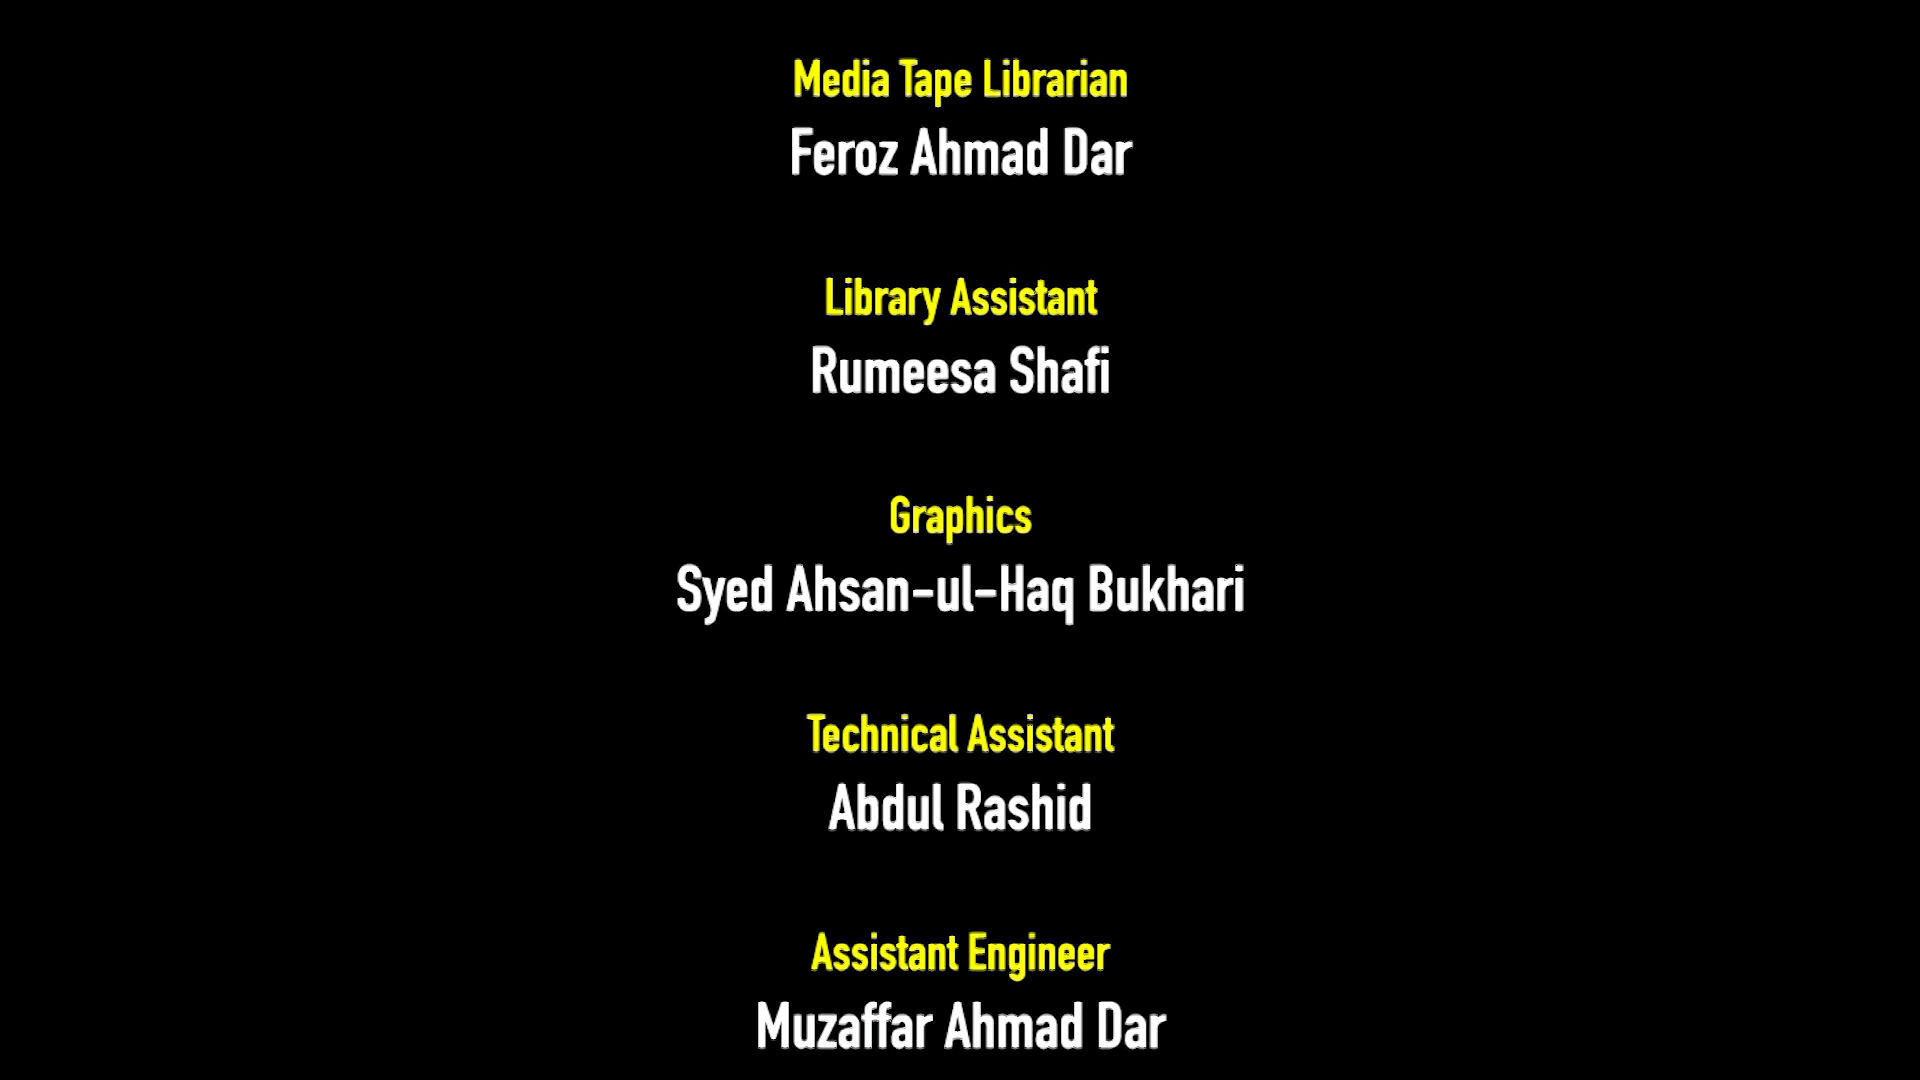 Media Tape Librarian
Feroz Ahmad Dar
Library Assistant
Rumeesa Shafi
Graphics
Syed Ahsan-ul-Haq Bukhari
Technical Assistant
Abdul Rashid
Assistant Engineer
Muzaffar Ahmad Dar